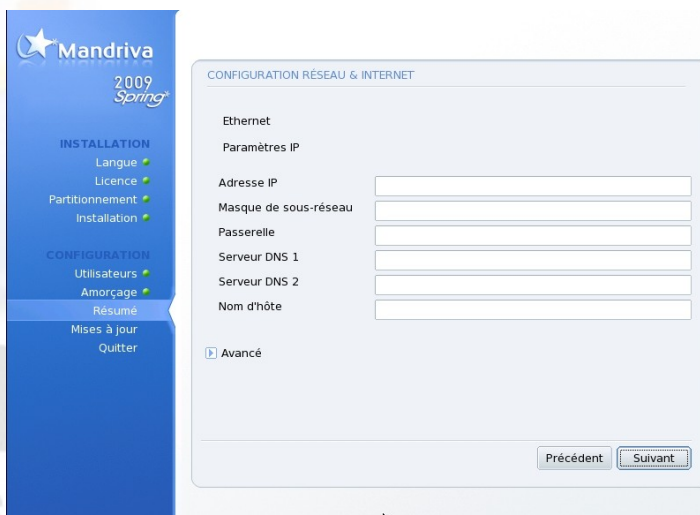 Mandriva
2009
Spring
INSTALLATION
Langue
Licence
Partitionnement
Installation
CONFIGURATION
Utilisateurs
Amorçage
Résumé
Mises à jour
Quitter
CONFIGURATION RÉSEAU & INTERNET
Ethernet
Paramètres IP
Adresse IP
Masque de sous-réseau
Passerelle
Serveur DNS 1
Serveur DNS 2
Nom d'hôte
Avancé
Précédent
Suivant